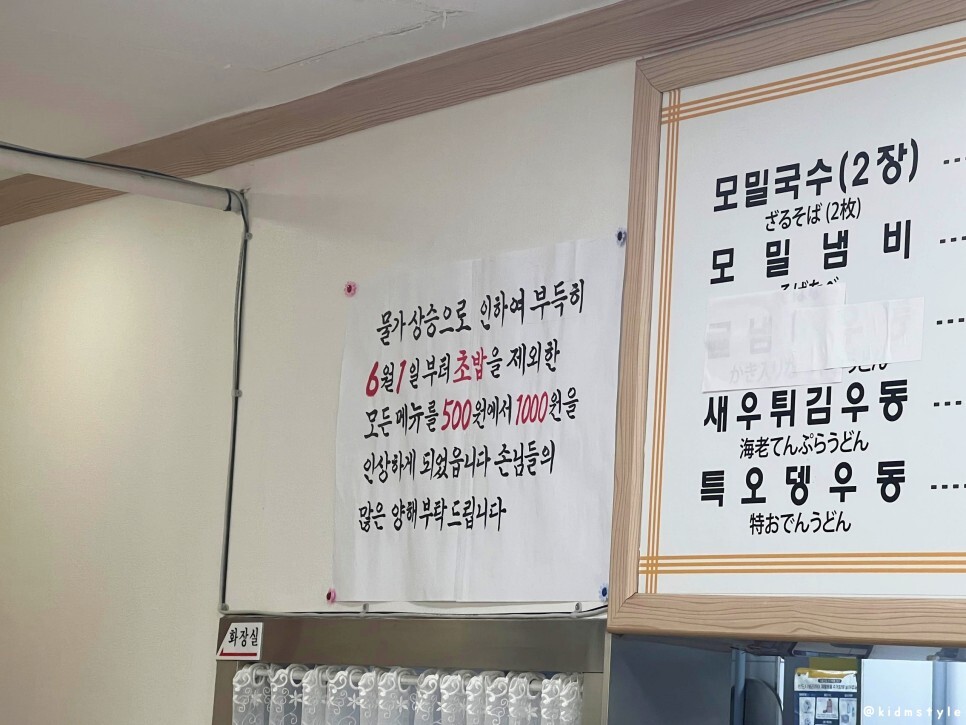 물가상승으로 인하여 부득히
6월1일부터 초밥을 제외한
모든 메뉴를 500원에서 1000원을
인상하게 되었읍니다 손님들의
많은 양해부탁드립니다
화장실
모밀국수(2장)
ざるそば(2枚)
모밀냄비
そばなべ
새우튀김우동
海老てんぷらうどん
특오뎅우동
特おでんうどん
@kidmstyle